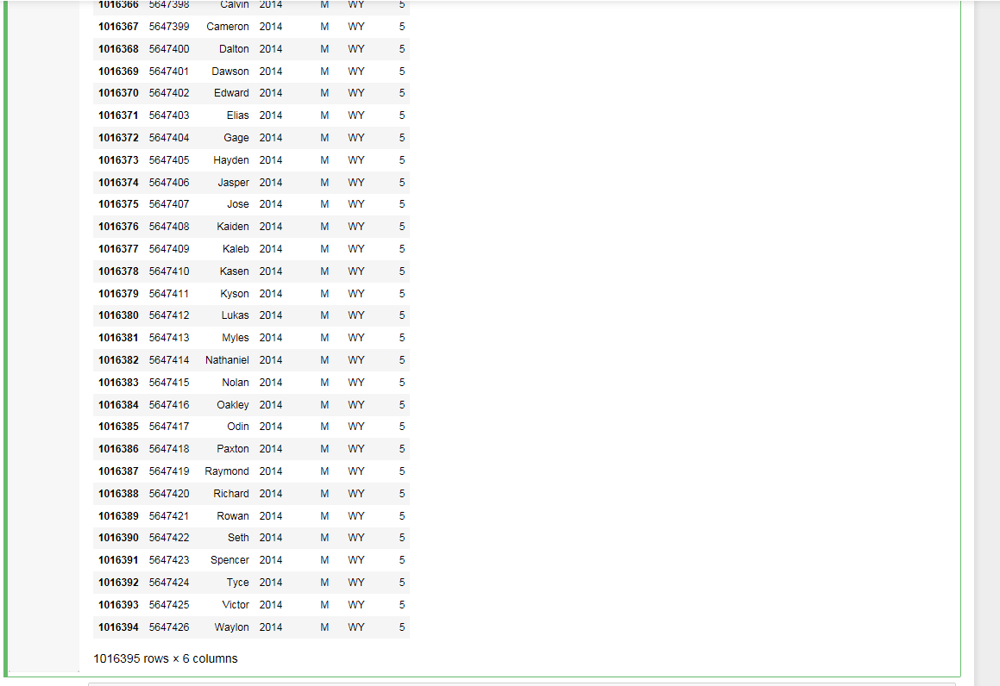 1016366 5647398 Calvin 2014 M WY 5
1016367 5647399 Cameron 2014 M WY 5
1016368 5647400 Dalton 2014 M WY 5
1016369 5647401 Dawson 2014 M WY 5
1016370 5647402 Edward 2014 M WY 5
1016371 5647403 Elias 2014 M WY 5
1016372 5647404 Gage 2014 M WY 5
1016373 5647405 Hayden 2014 M WY 5
1016374 5647406 Jasper 2014 M WY 5
1016375 5647407 Jose 2014 M WY 5
1016376 5647408 Kaiden 2014 M WY 5
1016377 5647409 Kaleb 2014 M WY 5
1016378 5647410 Kasen 2014 M WY 5
1016379 5647411 Kyson 2014 M WY 5
1016380 5647412 Lukas 2014 M WY 5
1016381 5647413 Myles 2014 M WY 5
1016382 5647414 Nathaniel 2014 M WY 5
1016383 5647415 Nolan 2014 M WY 5
1016384 5647416 Oakley 2014 M WY 5
1016385 5647417 Odin 2014 M WY 5
1016386 5647418 Paxton 2014 M WY 5
1016387 5647419 Raymond 2014 M WY 5
1016388 5647420 Richard 2014 M WY 5
1016389 5647421 Rowan 2014 M WY 5
1016390 5647422 Seth 2014 M WY 5
1016391 5647423 Spencer 2014 M WY 5
1016392 5647424 Tyce 2014 M WY 5
1016393 5647425 Victor 2014 M WY 5
1016394 5647426 Waylon 2014 M WY 5
1016395 rows × 6 columns